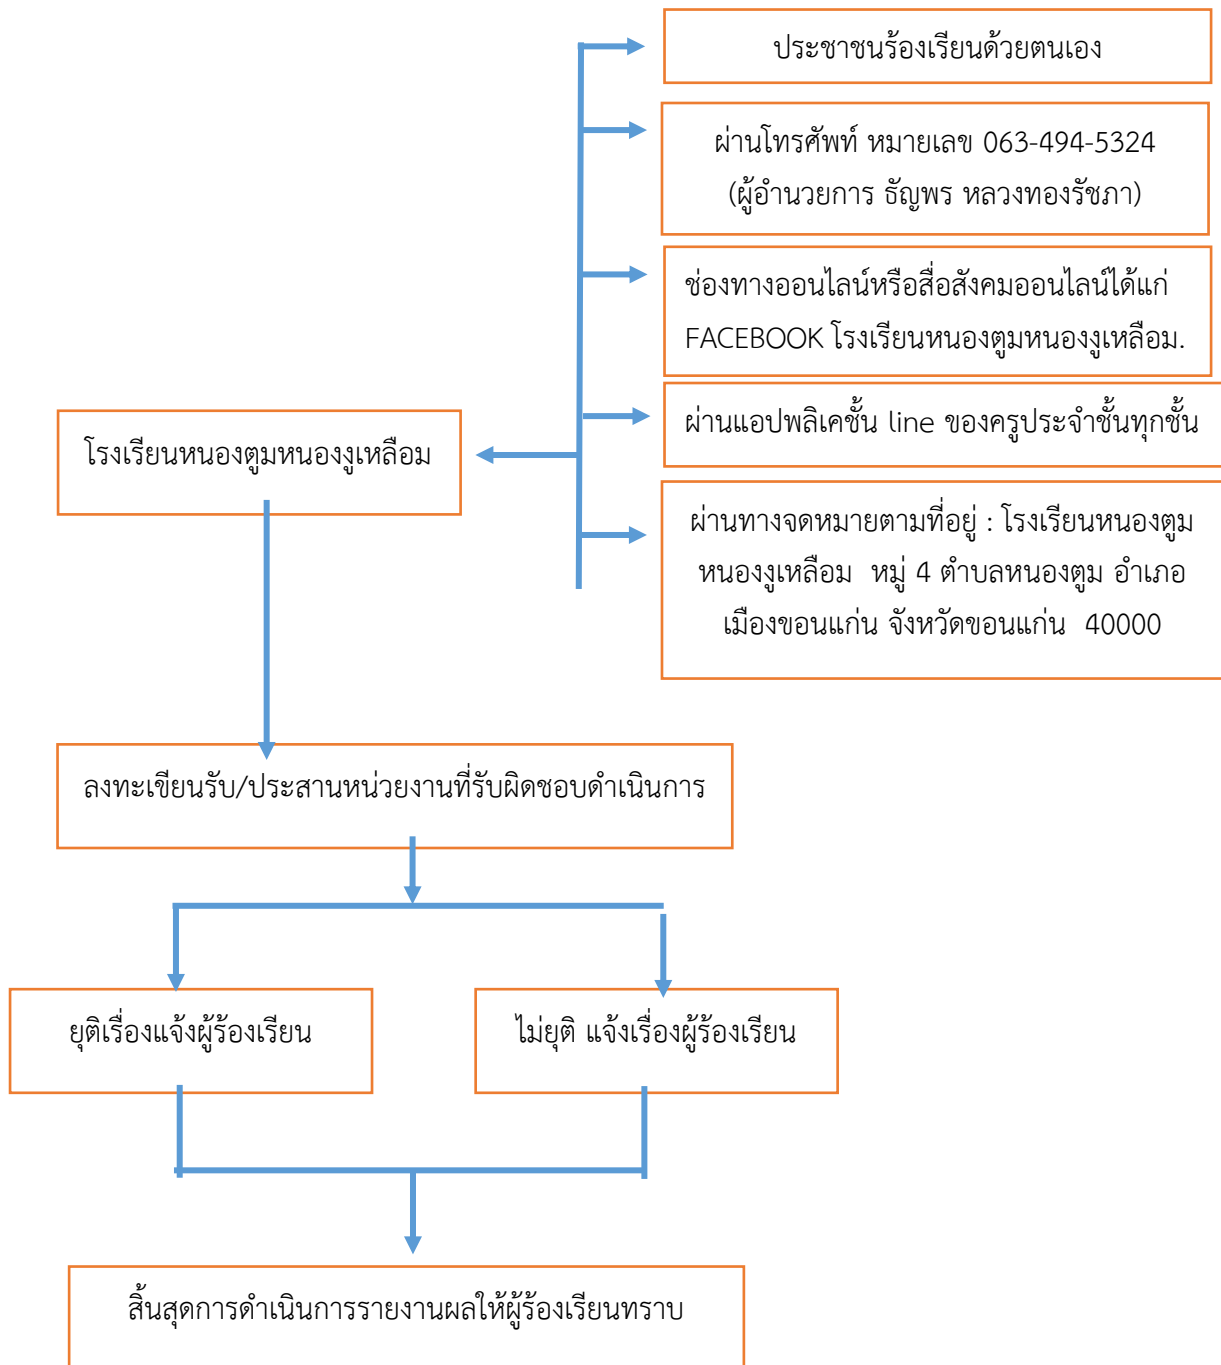 ประชาชนร้องเรียนด้วยตนเอง
ผ่านโทรศัพท์ หมายเลข 063-494-5324
(ผู้อำนวยการ ธัญพร หลวงทองรัชภา)
ช่องทางออนไลน์หรือสื่อสังคมออนไลน์ได้แก่
FACEBOOK โรงเรียนหนองตูมหนองงูเหลือม.
ผ่านแอปพลิเคชั้น line ของครูประจำชั้นทุกชั้น
โรงเรียนหนองตูมหนองงูเหลือม
ผ่านทางจดหมายตามที่อยู่ : โรงเรียนหนองตูม
หนองงูเหลือม หมู่ 4 ตำบลหนองตูม อำเภอ
เมืองขอนแก่น จังหวัดขอนแก่น 40000
ลงทะเขียนรับ/ประสานหน่วยงานที่รับผิดชอบดำเนินการ
ยุติเรื่องแจ้งผู้ร้องเรียน
ไม่ยุติ แจ้งเรื่องผู้ร้องเรียน
สิ้นสุดการดำเนินการรายงานผลให้ผู้ร้องเรียนทราบ